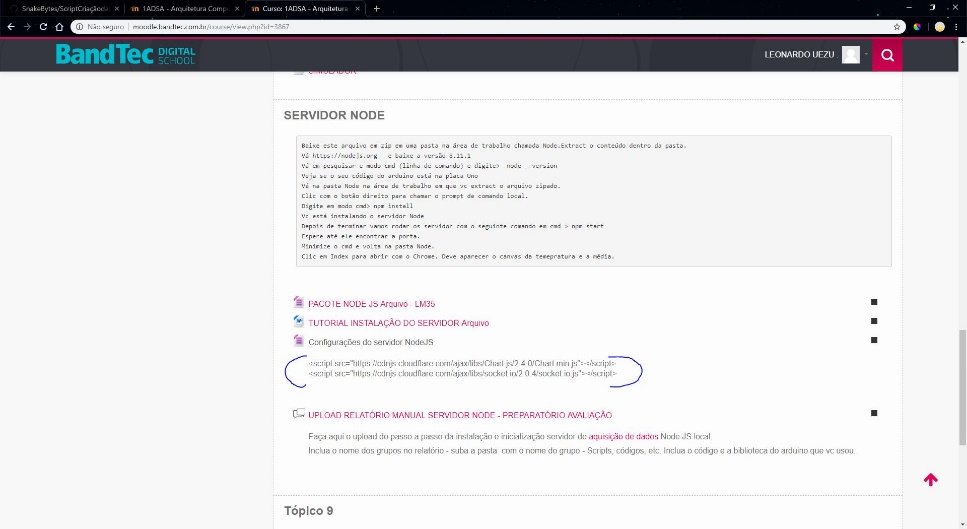 SnakeBytes/ScriptCriaçãodo
1ADSA - Arquitetura Comp
Curso: 1ADSA - Arquitetura
Não seguro | moodle.bandtec.com.br/course/view.php?id=3867
BandTec DIGITAL SCHOOL
LEONARDO UEZU
SIMULADOR
SERVIDOR NODE
Baixe este arquivo em zip em uma pasta na área de trabalho chamada Node.Extract o conteúdo dentro da pasta.
Vá https://nodejs.org e baixe a versão 8.11.1
Vá em pesquisar e modo cmd (linha de comando) e digite> node --version
Veja se o seu código do arduino está na placa Uno
Vá na pasta Node na área de trabalho em que vc extract o arquivo zipado.
Clic com o botão direito para chamar o prompt de comando local.
Digite em modo cmd> npm install
Vc está instalando o servidor Node
Depois de terminar vamos rodar os servidor com o seguinte comando em cmd > npm start
Espere até ele encontrar a porta.
Minimize o cmd e volta na pasta Node.
Clic em Index para abrir com o Chrome. Deve aparecer o canvas da temepratura e a média.
PACOTE NODE JS Arquivo - LM35
TUTORIAL INSTALAÇÃO DO SERVIDOR Arquivo
Configurações do servidor NodeJS
<script src="https://cdnjs.cloudflare.com/ajax/libs/Chart.js/2.4.0/Chart.min.js"></script>
<script src="https://cdnjs.cloudflare.com/ajax/libs/socket.io/2.0.4/socket.io.js"></script>
UPLOAD RELATÓRIO MANUAL SERVIDOR NODE - PREPARATÓRIO AVALIAÇÃO
Faça aqui o upload do passo a passo da instalação e inicialização servidor de aquisição de dados Node JS local.
Inclua o nome dos grupos no relatório - suba a pasta com o nome do grupo - Scripts, códigos, etc. Inclua o código e a biblioteca do arduino que vc usou.
Tópico 9